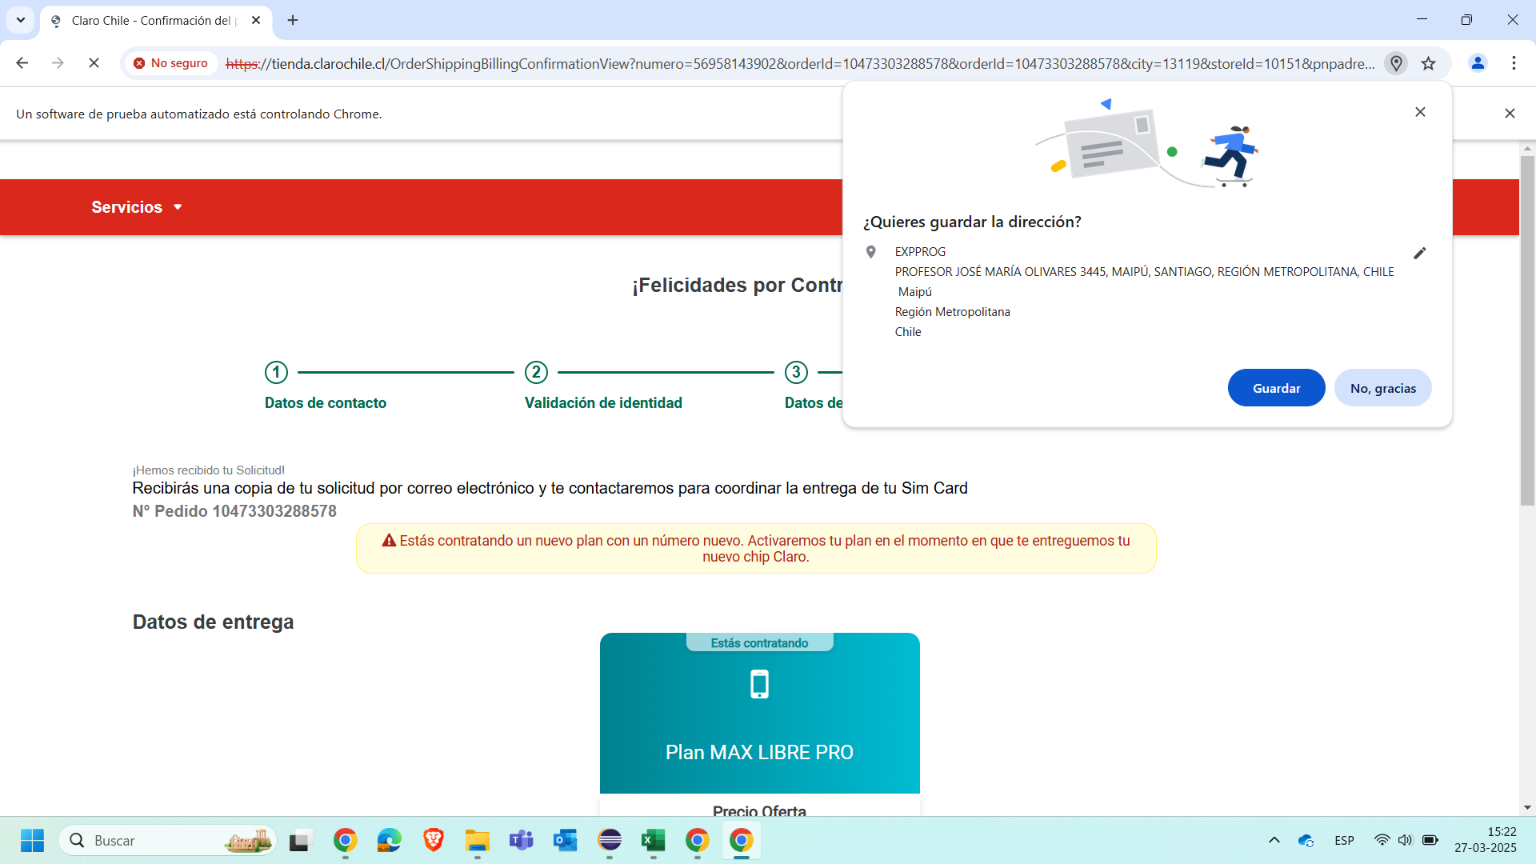 Claro Chile - Confirmación del p
No seguro
https://tienda.clarochile.cl/OrderShippingBillingConfirmationView?numero=56958143902&orderId=10473303288578&orderId=10473303288578&city=13119&storeId=10151&pnpadre...
Un software de prueba automatizado está controlando Chrome.
Servicios
¿Quieres guardar la dirección?
EXPPROG
PROFESOR JOSÉ MARÍA OLIVARES 3445, MAIPÚ, SANTIAGO, REGIÓN METROPOLITANA, CHILE
Maipú
Región Metropolitana
Chile
Guardar
No, gracias
¡Felicidades por Contr
1
2
3
Datos de contacto
Validación de identidad
Datos de
¡Hemos recibido tu Solicitud!
Recibirás una copia de tu solicitud por correo electrónico y te contactaremos para coordinar la entrega de tu Sim Card
N° Pedido 10473303288578
Estás contratando un nuevo plan con un número nuevo. Activaremos tu plan en el momento en que te entreguemos tu
nuevo chip Claro.
Datos de entrega
Estás contratando
Plan MAX LIBRE PRO
Precio Oferta
Buscar
ESP
15:22
27-03-2025